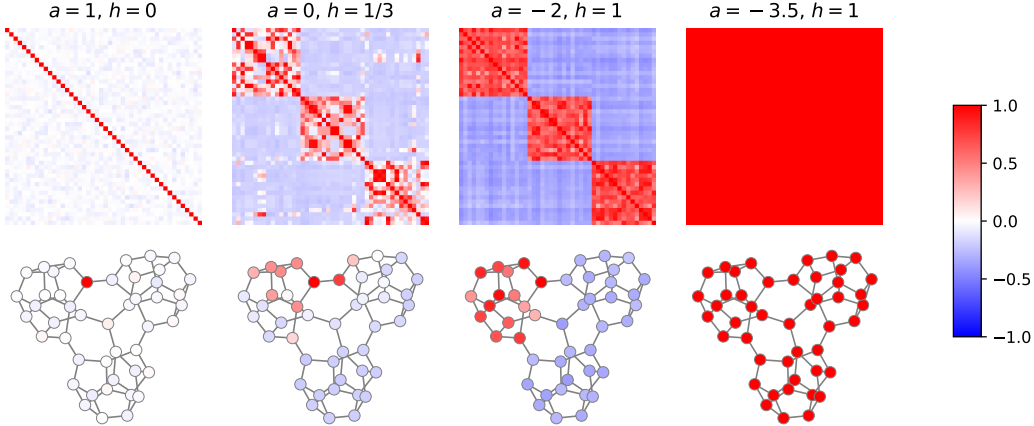 a = 1, h = 0
a = 0, h = 1/3
a = −2, h = 1
a = −3.5, h = 1
1.0
0.5
0.0
−0.5
−1.0